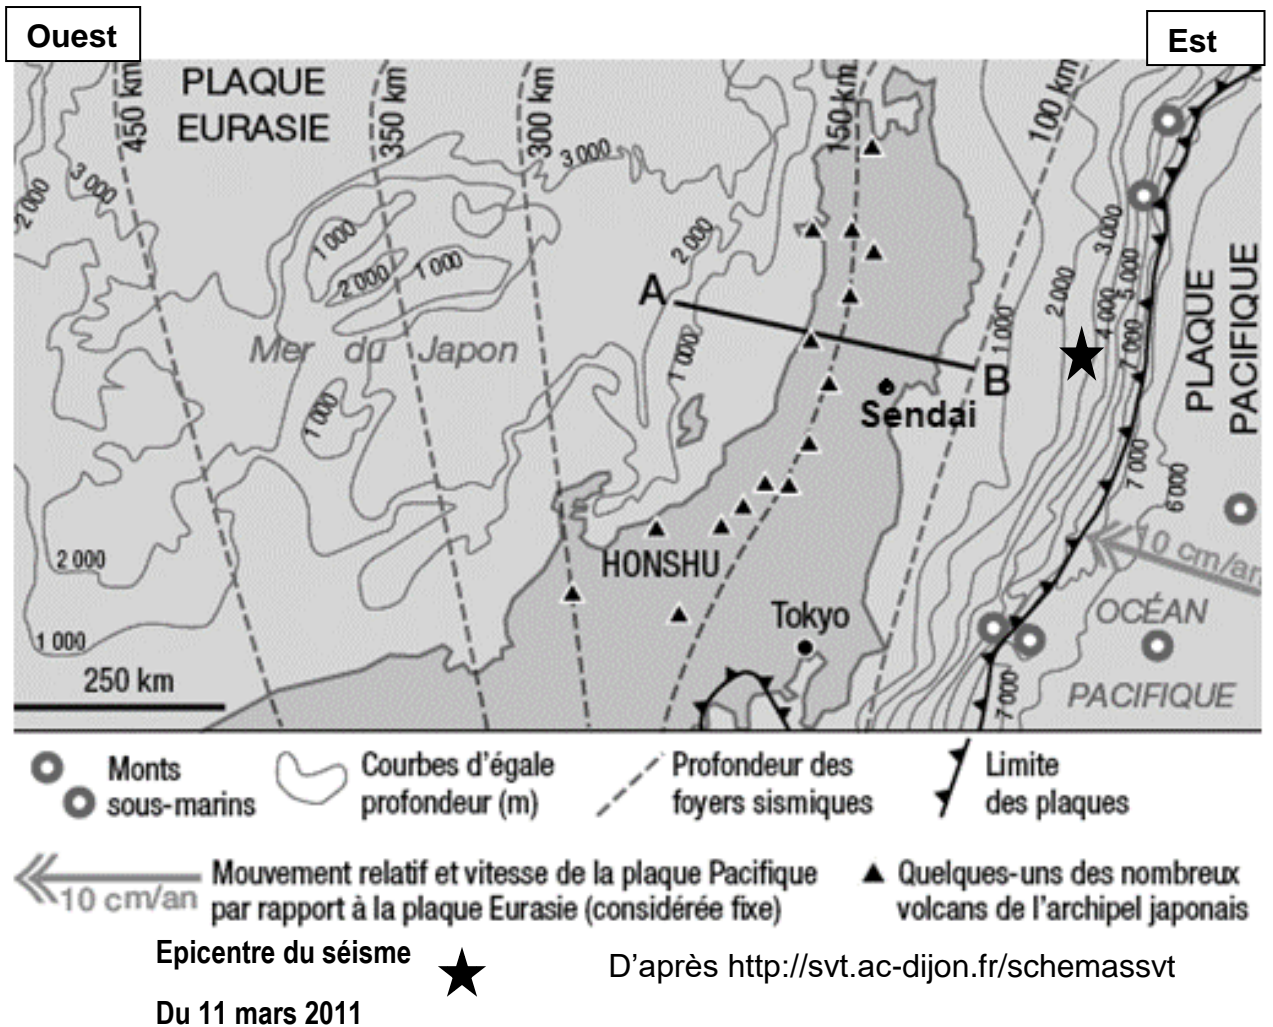 Ouest
Est
PLAQUE
EURASIE
450 km
350 km
300 km
150 km
100 km
3 000
2 000
3 000
1 000
2 000
1 000
2 000
3 000
5 000
2 000
4 000
1 000
7 000
A
B
1 000
Mer du Japon
1 000
Sendai
PLAQUE
PACIFIQUE
7 000
6 000
10 cm/an
2 000
HONSHU
1 000
Tokyo
OCÉAN
PACIFIQUE
7 000
250 km
Monts
sous-marins
Courbes d'égale
profondeur (m)
Profondeur des
foyers sismiques
Limite
des plaques
10 cm/an
Mouvement relatif et vitesse de la plaque Pacifique
par rapport à la plaque Eurasie (considérée fixe)
Quelques-uns des nombreux
volcans de l'archipel japonais
Epicentre du séisme
Du 11 mars 2011
D'après http://svt.ac-dijon.fr/schemassvt